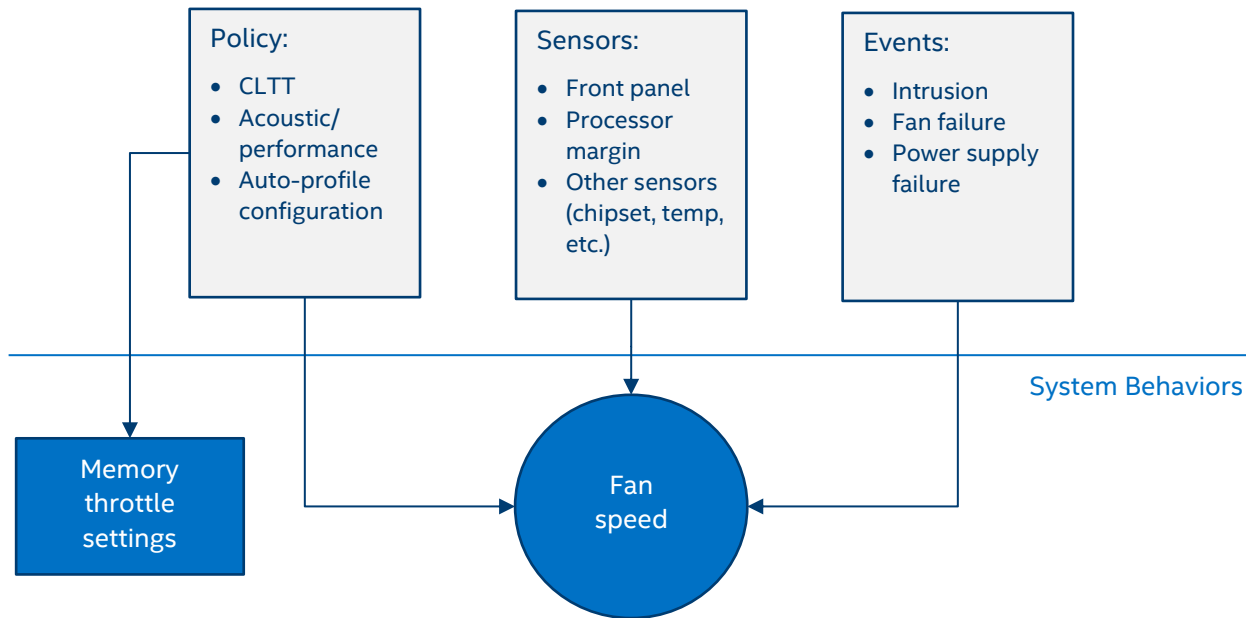 Policy:
• CLTT
• Acoustic/
performance
• Auto-profile
configuration
Sensors:
• Front panel
• Processor
margin
• Other sensors
(chipset, temp,
etc.)
Events:
• Intrusion
• Fan failure
• Power supply
failure
System Behaviors
Memory
throttle
settings
Fan
speed